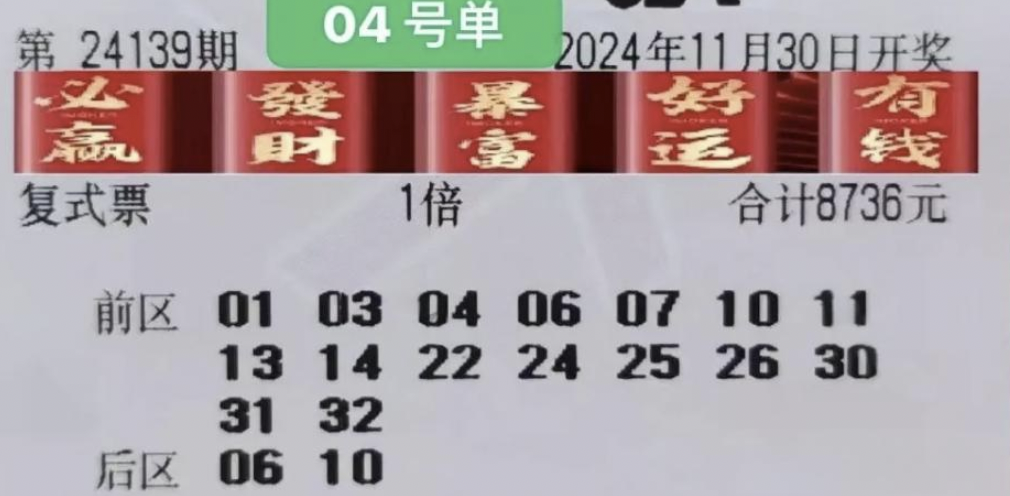 04号单
第 24139期 2024年11月30日开奖
必赢 發财 暴富 好运 有钱
复式票 1倍 合计8736元
前区 01 03 04 06 07 10 11
13 14 22 24 25 26 30
31 32
后区 06 10